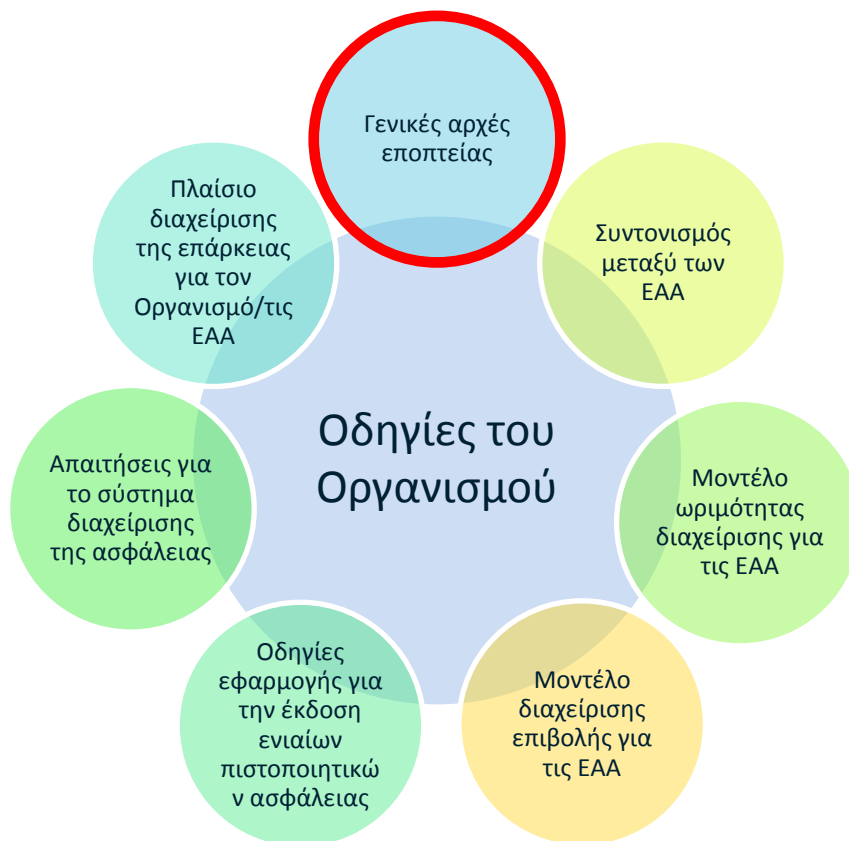 Γενικές αρχές
εποπτείας
Πλαίσιο
διαχείρισης
της επάρκειας
για τον
Οργανισμό/τις
ΕΑΑ
Συντονισμός
μεταξύ των
ΕΑΑ
Οδηγίες του
Οργανισμού
Απαιτήσεις για
το σύστημα
διαχείρισης
της ασφάλειας
Μοντέλο
ωριμότητας
διαχείρισης για
τις ΕΑΑ
Οδηγίες
εφαρμογής για
την έκδοση
ενιαίων
πιστοποιητικώ
ν ασφάλειας
Μοντέλο
διαχείρισης
επιβολής για
τις ΕΑΑ